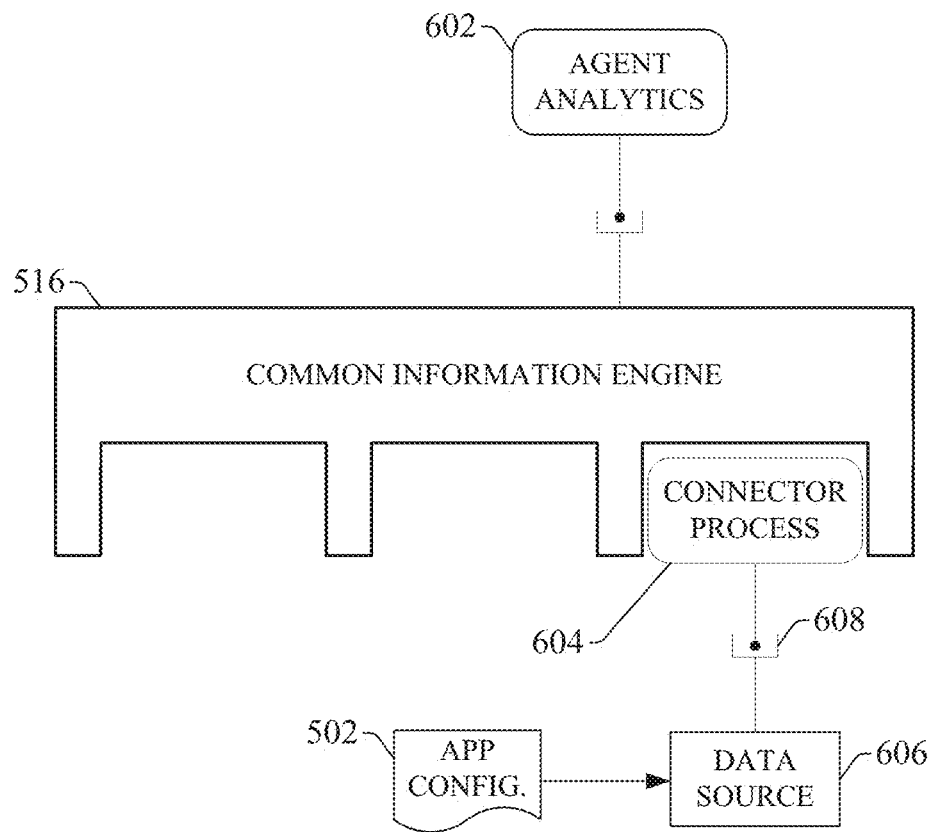 602
AGENT
ANALYTICS
516
COMMON INFORMATION ENGINE
CONNECTOR
PROCESS
604
608
502
APP
CONFIG.
DATA
SOURCE
606